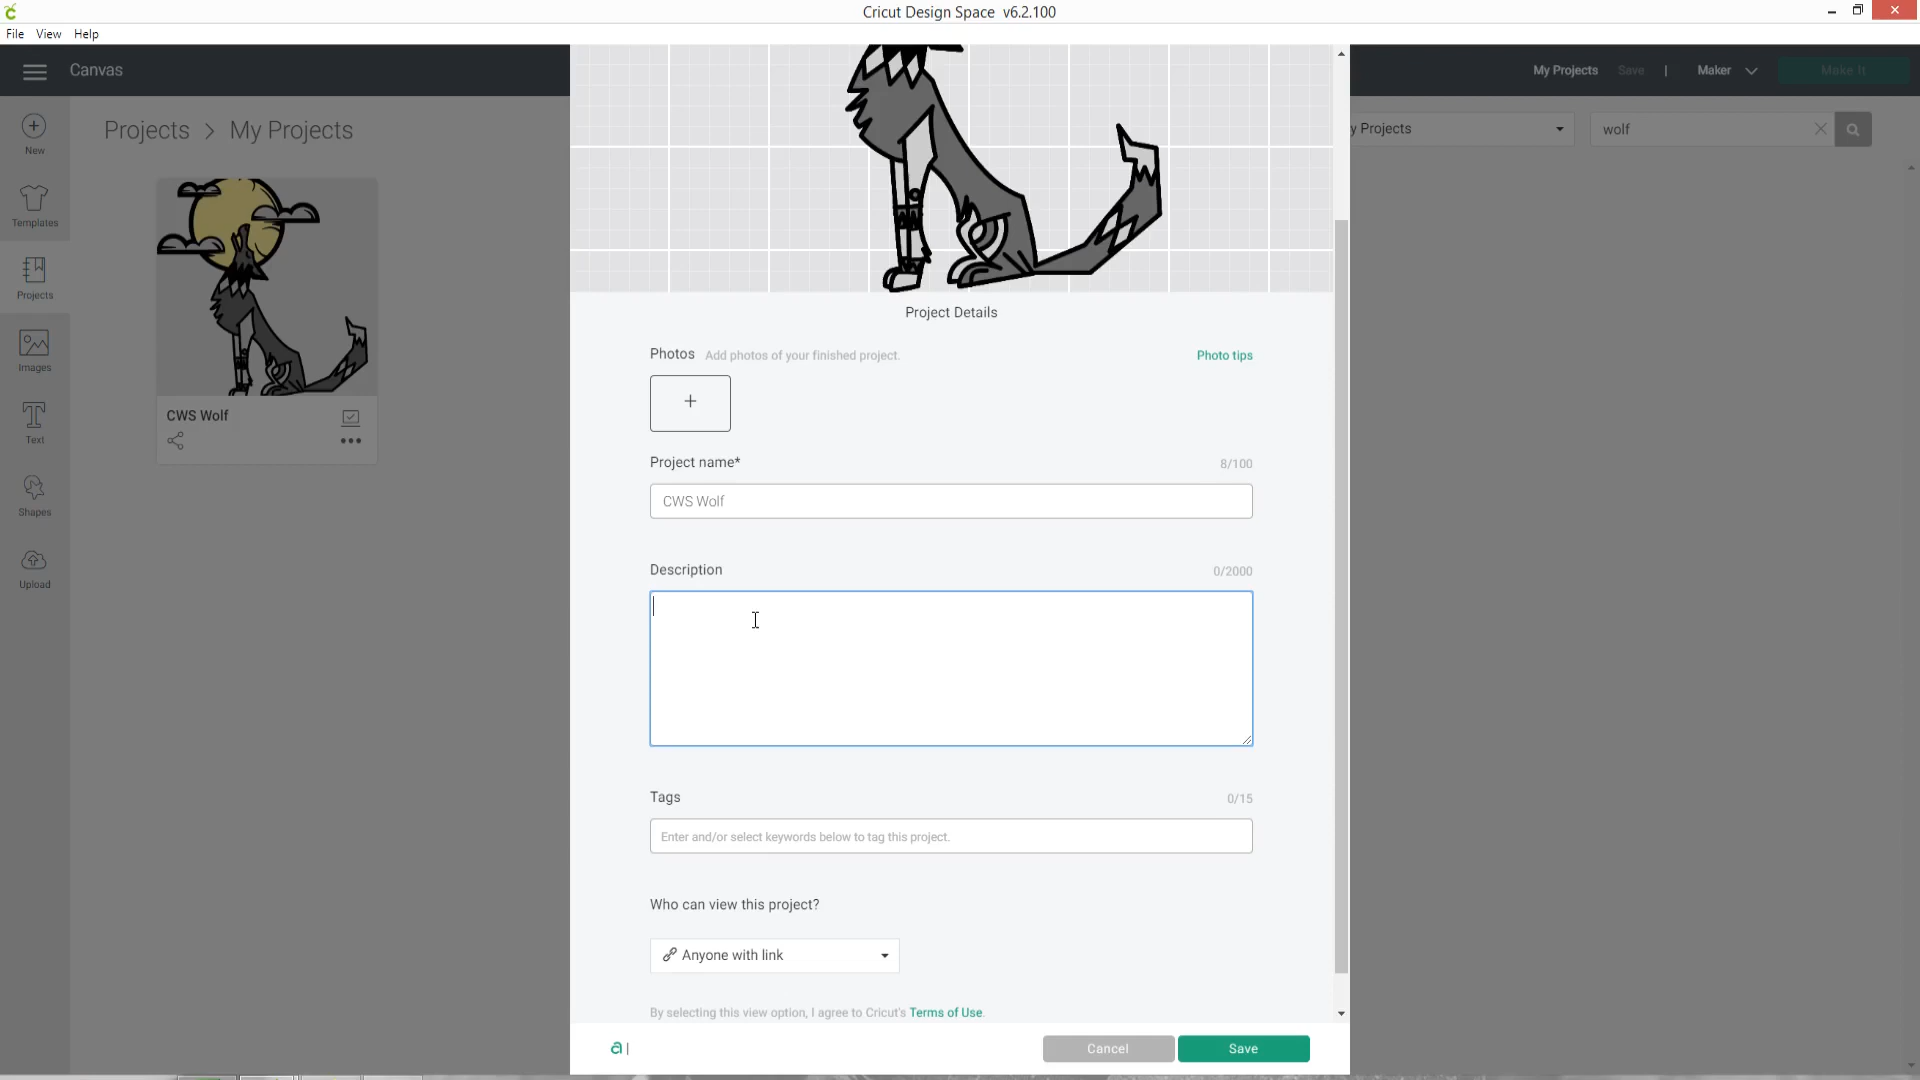 Cricut Design Space v6.2.100
File View Help
Canvas
My Projects Save | Maker Make It
New
Templates
Projects
Images
Text
Shapes
Upload
Projects > My Projects
y Projects
wolf
CWS Wolf
Project Details
Photos Add photos of your finished project. Photo tips
+
Project name* 8/100
CWS Wolf
Description 0/2000
Tags 0/15
Enter and/or select keywords below to tag this project.
Who can view this project?
Anyone with link
By selecting this view option, I agree to Cricut's Terms of Use.
a |
Cancel Save